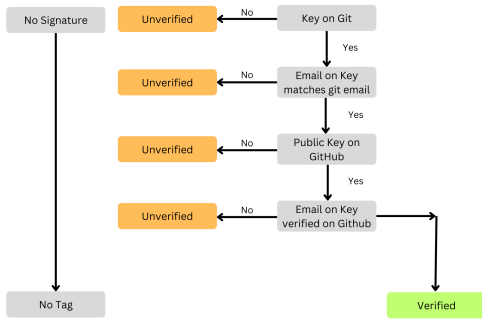 No Signature
Unverified
No
Key on Git
Yes
Unverified
No
Email on Key
matches git email
Yes
Unverified
No
Public Key on
GitHub
Yes
Unverified
No
Email on Key
verified on Github
No Tag
Verified